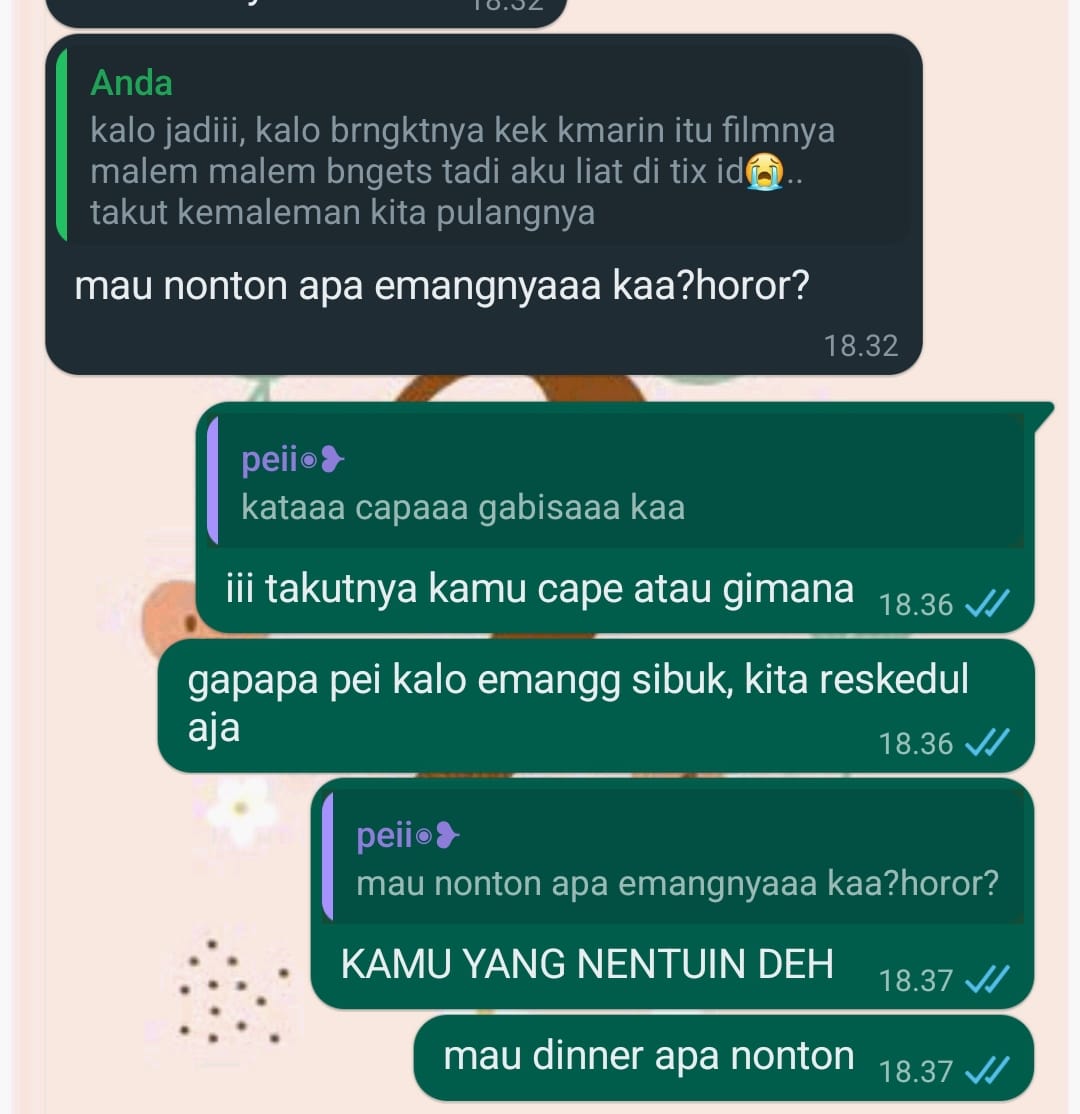 18.32
Anda
kalo jadiii, kalo brngktnya kek kmarin itu filmnya
malem malem bngets tadi aku liat di tix id😭..
takut kemaleman kita pulangnya
mau nonton apa emangnyaaa kaa?horor?
18.32
peii◉❥
kataaa capaaa gabisaaa kaa
iii takutnya kamu cape atau gimana 18.36
gapapa pei kalo emangg sibuk, kita reskedul
aja 18.36
peii◉❥
mau nonton apa emangnyaaa kaa?horor?
KAMU YANG NENTUIN DEH 18.37
mau dinner apa nonton 18.37